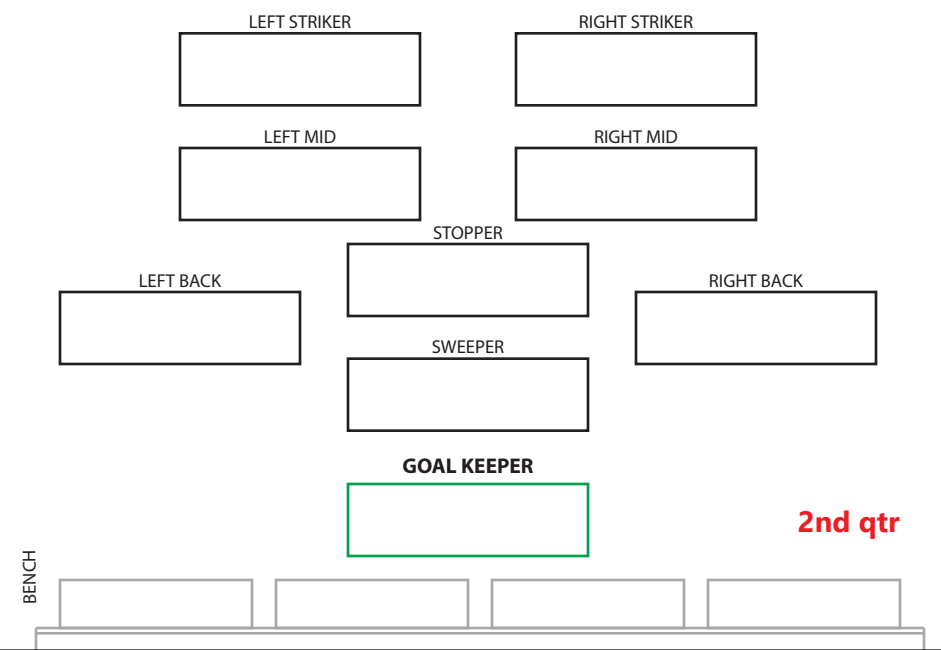 LEFT STRIKER
RIGHT STRIKER
LEFT MID
RIGHT MID
STOPPER
LEFT BACK
RIGHT BACK
SWEEPER
GOAL KEEPER
2nd qtr
BENCH